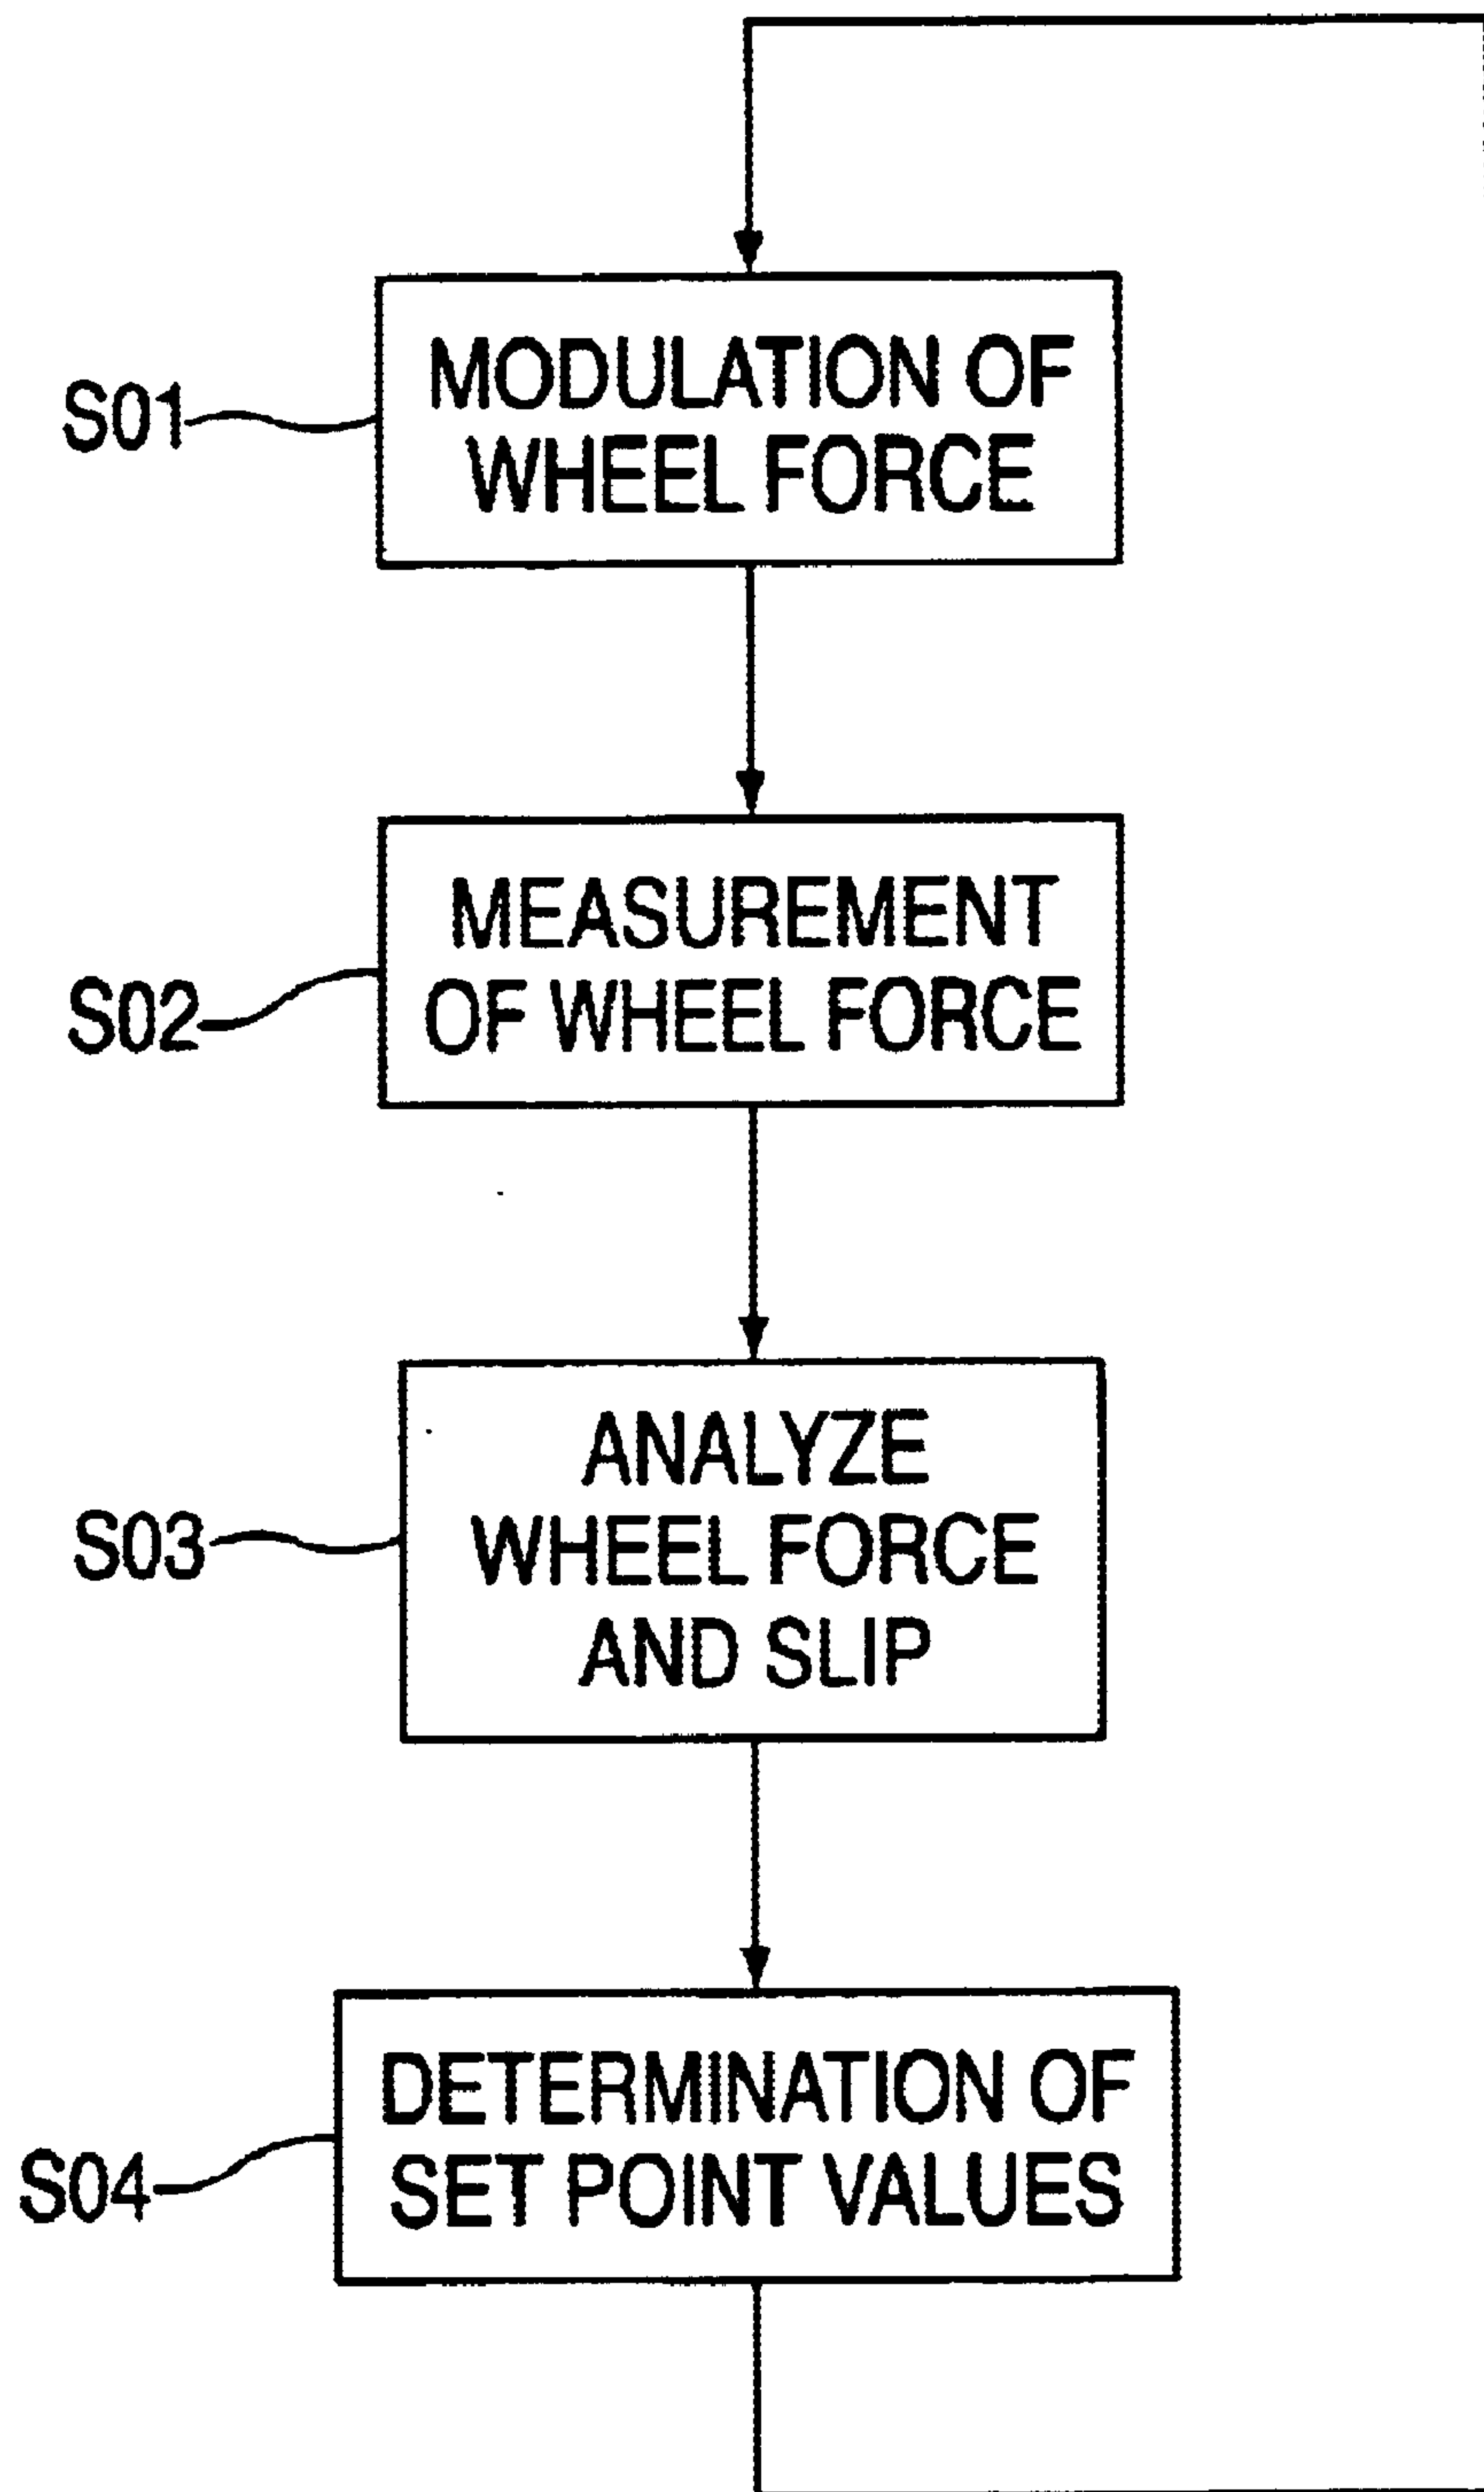 S01
MODULATION OF
WHEEL FORCE
S02
MEASUREMENT
OF WHEEL FORCE
S03
ANALYZE
WHEEL FORCE
AND SLIP
S04
DETERMINATION OF
SET POINT VALUES